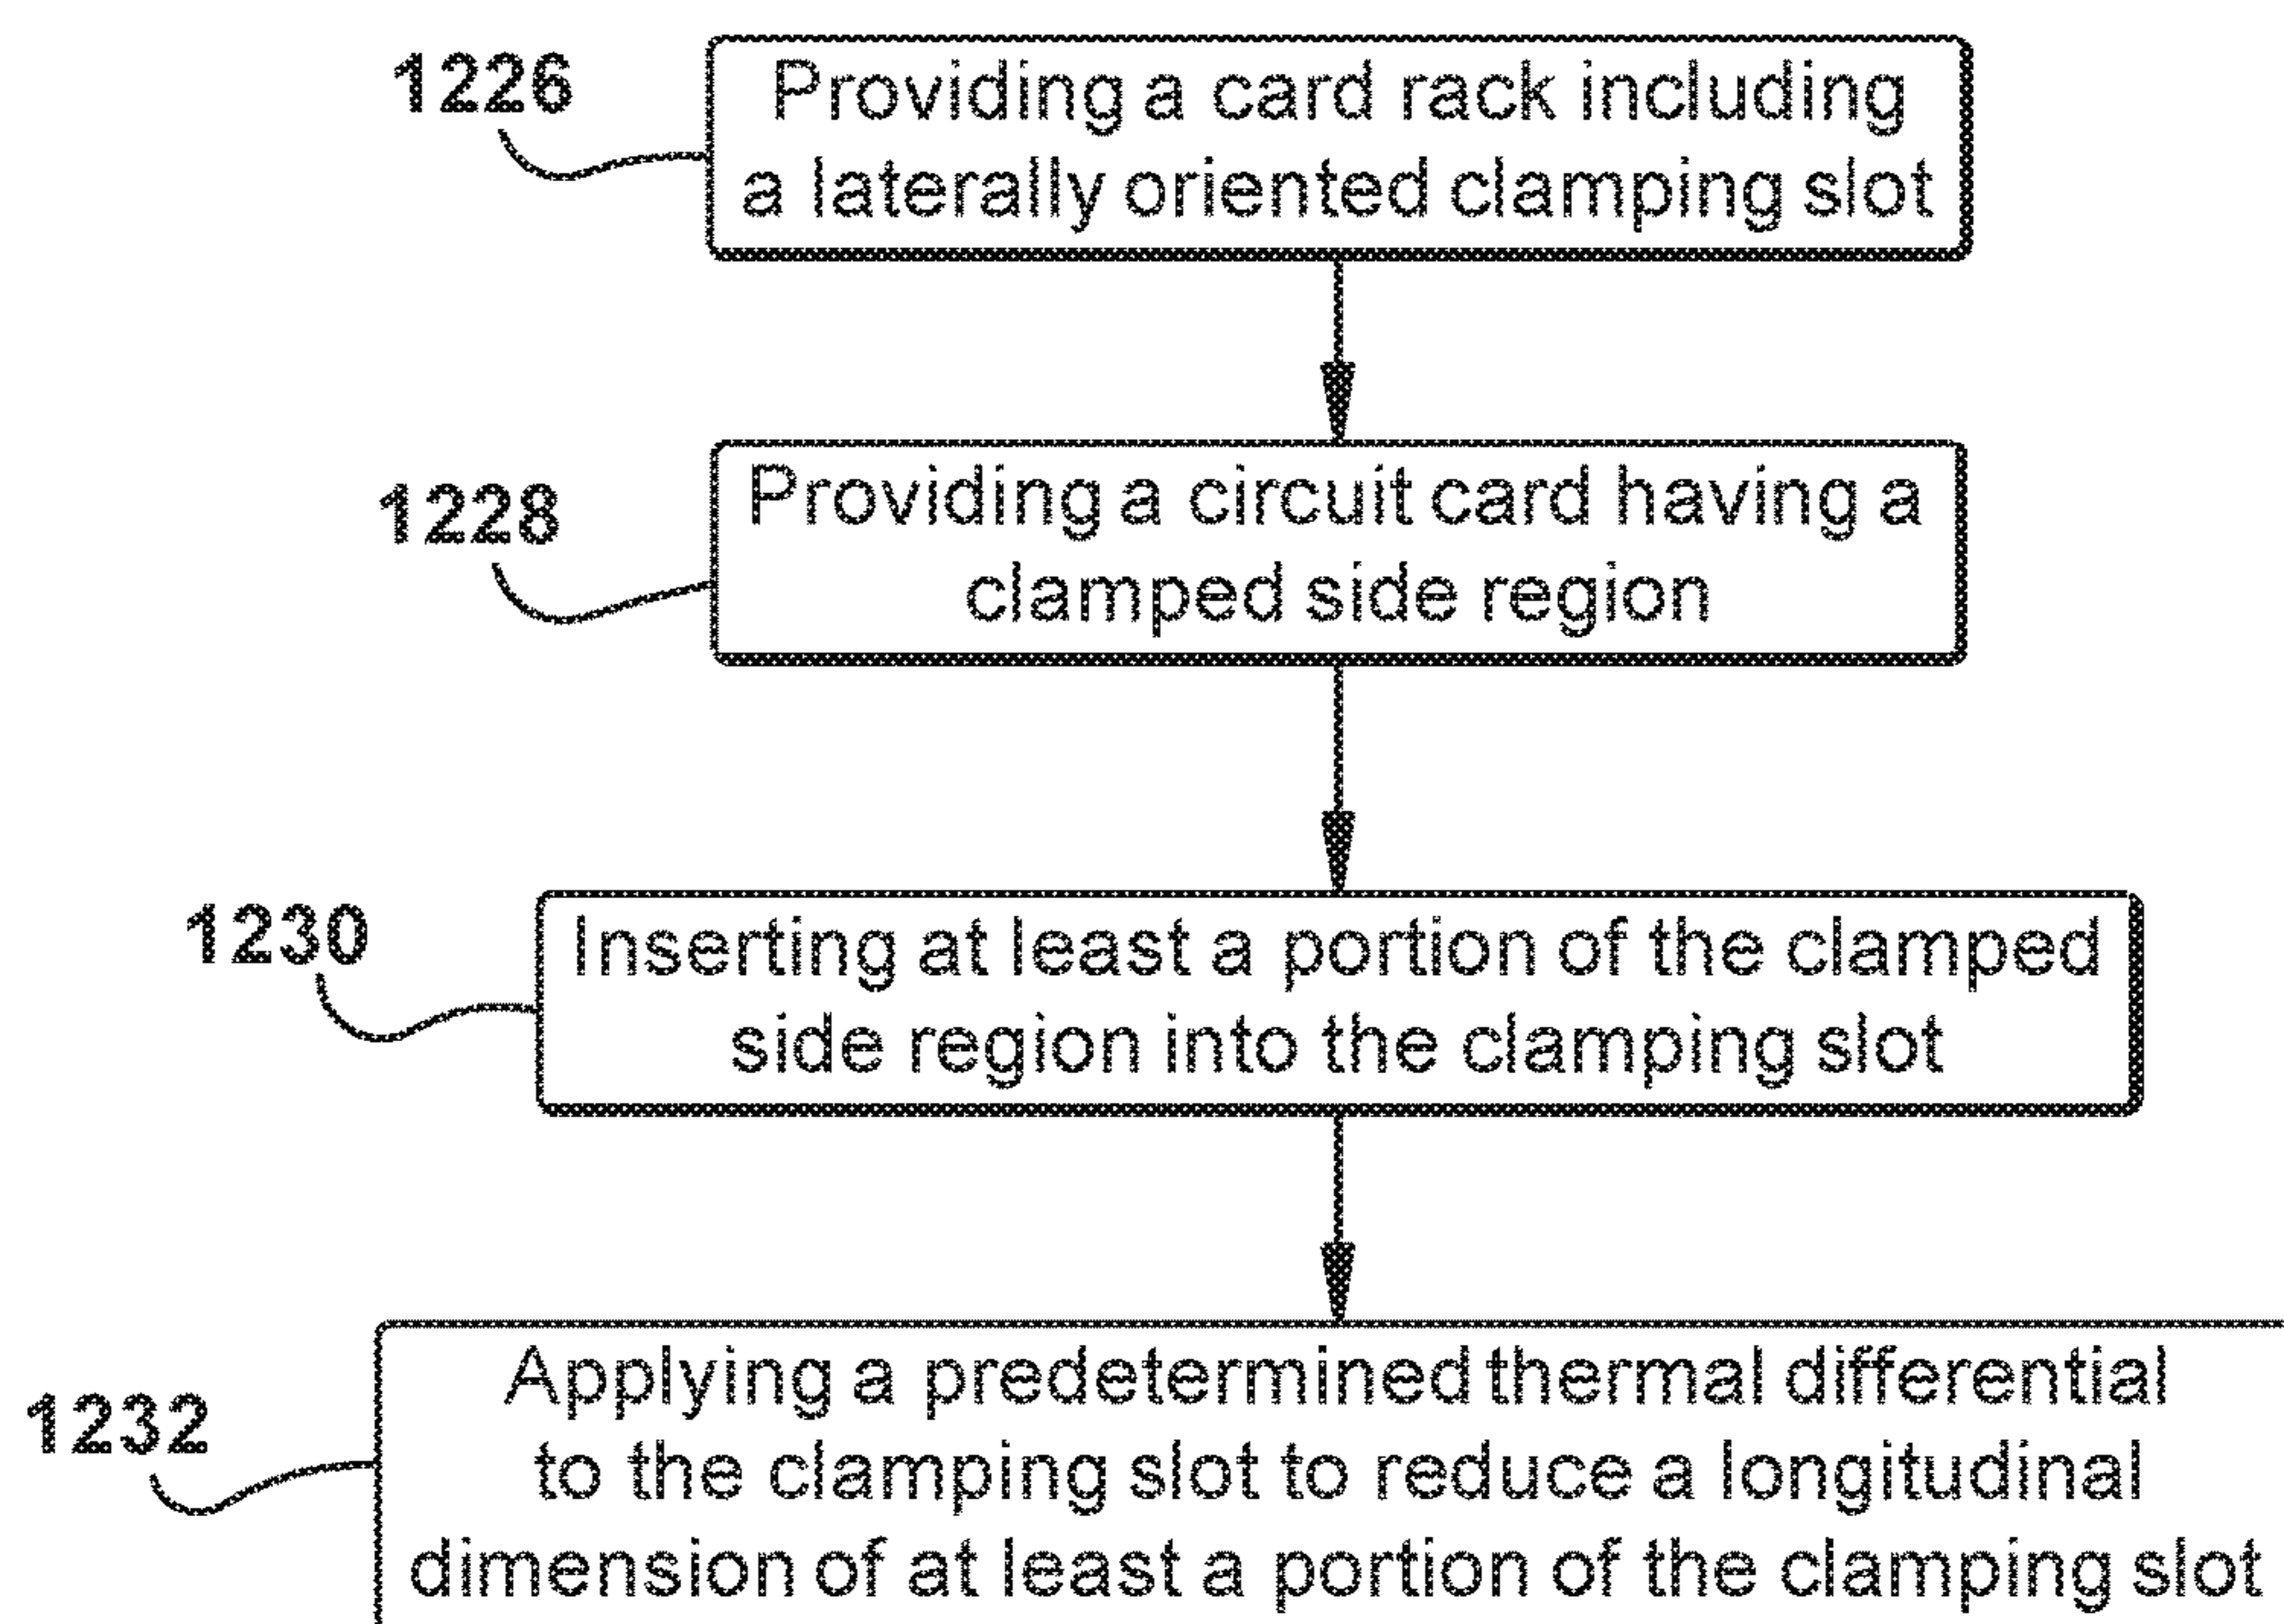 1226
Providing a card rack including
a laterally oriented clamping slot
1228
Providing a circuit card having a
clamped side region
1230
Inserting at least a portion of the clamped
side region into the clamping slot
1232
Applying a predetermined thermal differential
to the clamping slot to reduce a longitudinal
dimension of at least a portion of the clamping slot